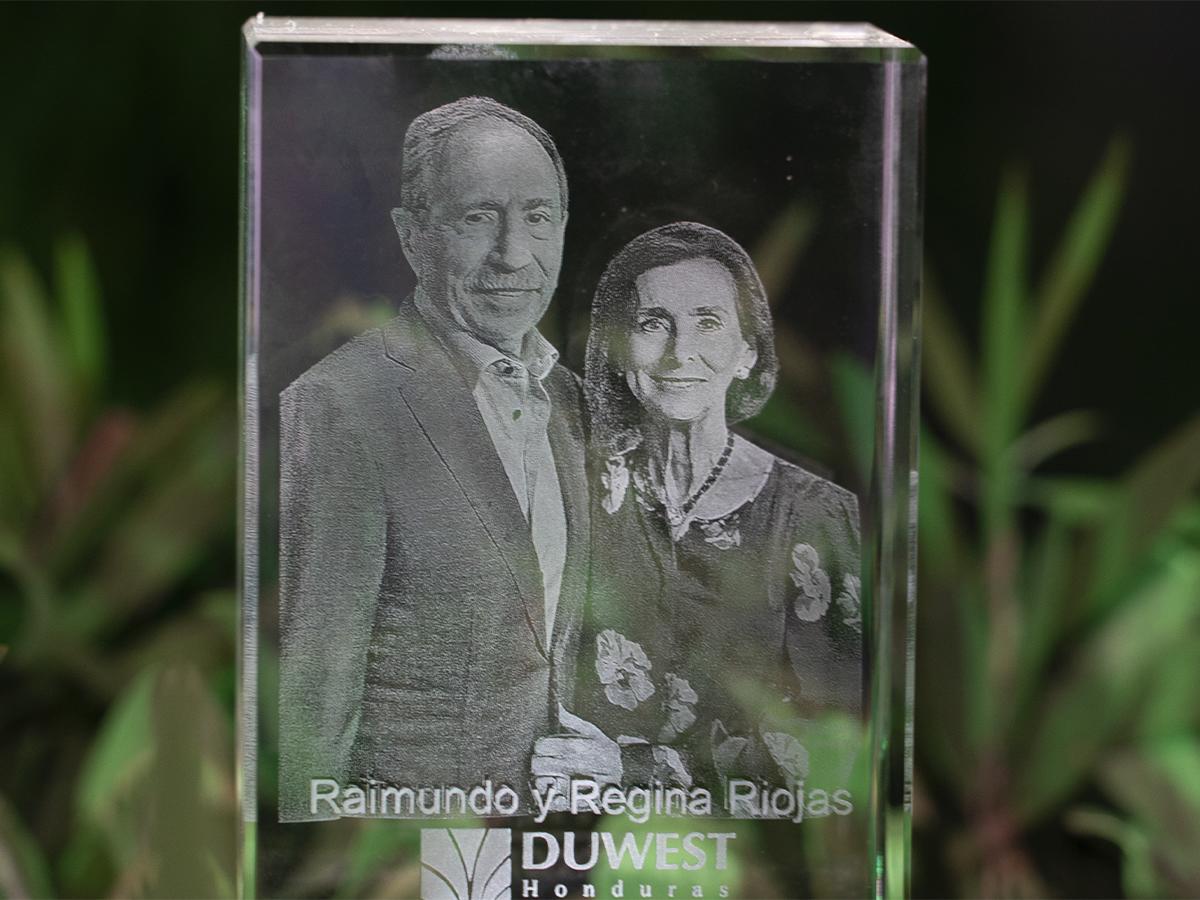 Raimundo y Regina Riojas
DUWEST
Honduras